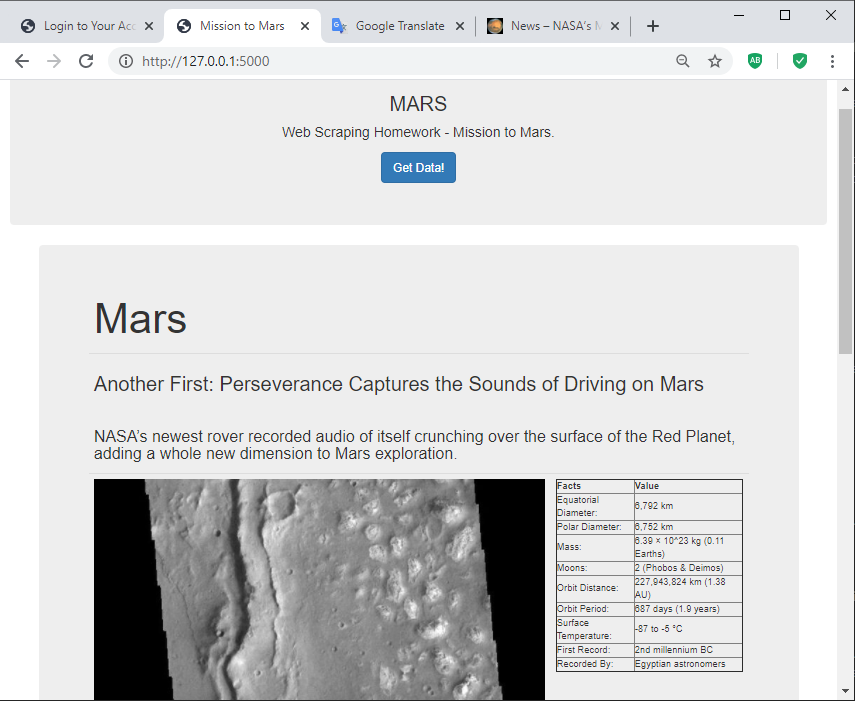 Login to Your Acc
Mission to Mars
Google Translate
News – NASA's M
http://127.0.0.1:5000
AB
MARS
Web Scraping Homework - Mission to Mars.
Get Data!
Mars
Another First: Perseverance Captures the Sounds of Driving on Mars
NASA's newest rover recorded audio of itself crunching over the surface of the Red Planet,
adding a whole new dimension to Mars exploration.
Facts Value
Equatorial
Diameter: 6,792 km
Polar Diameter: 6,752 km
Mass: 6.39 × 10^23 kg (0.11
Earths)
Moons: 2 (Phobos & Deimos)
Orbit Distance: 227,943,824 km (1.38
AU)
Orbit Period: 687 days (1.9 years)
Surface
Temperature: -87 to -5 °C
First Record: 2nd millennium BC
Recorded By: Egyptian astronomers